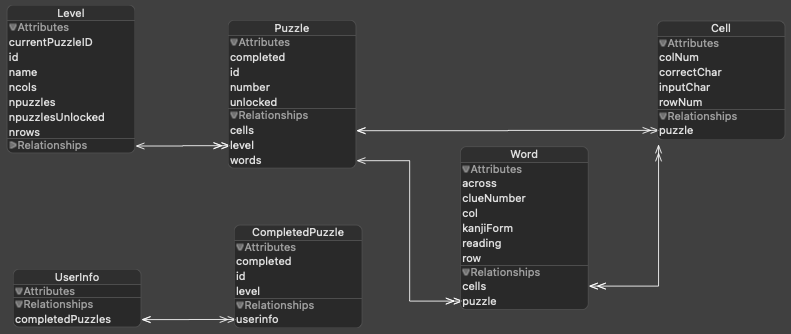 Level
Attributes
currentPuzzleID
id
name
ncols
npuzzles
npuzzlesUnlocked
nrows
Relationships
Puzzle
Attributes
completed
id
number
unlocked
Relationships
cells
level
words
Cell
Attributes
colNum
correctChar
inputChar
rowNum
Relationships
puzzle
Word
Attributes
across
clueNumber
col
kanjiForm
reading
row
Relationships
cells
puzzle
CompletedPuzzle
Attributes
completed
id
level
Relationships
userinfo
UserInfo
Attributes
Relationships
completedPuzzles